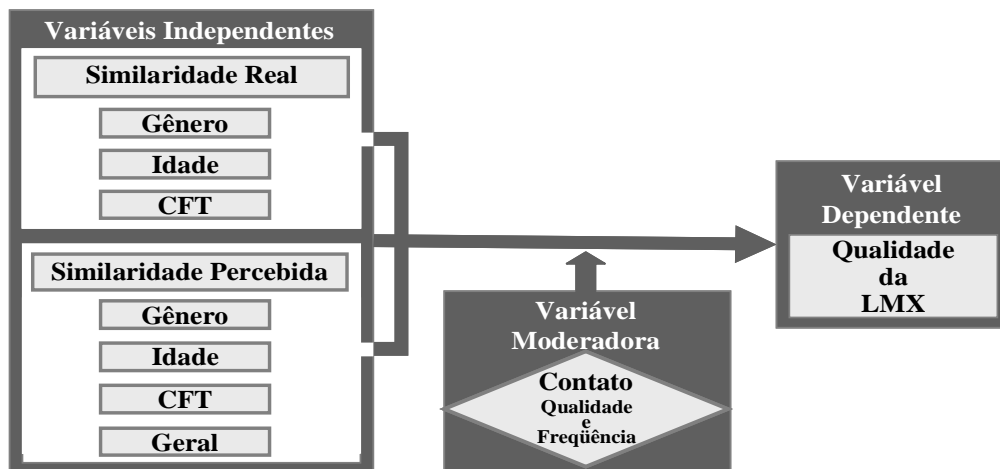 Variáveis Independentes
Similaridade Real
Gênero
Idade
CFT
Similaridade Percebida
Gênero
Idade
CFT
Geral
Variável
Moderadora
Contato
Qualidade
e
Freqüência
Variável
Dependente
Qualidade
da
LMX